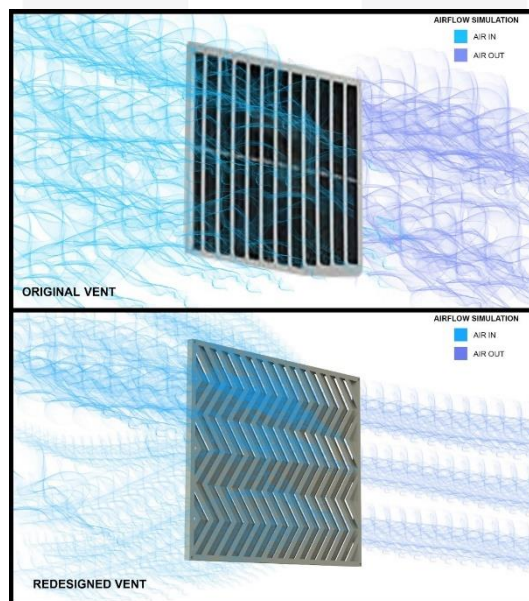 AIRFLOW SIMULATION
AIR IN
AIR OUT
ORIGINAL VENT
AIRFLOW SIMULATION
AIR IN
AIR OUT
REDESIGNED VENT